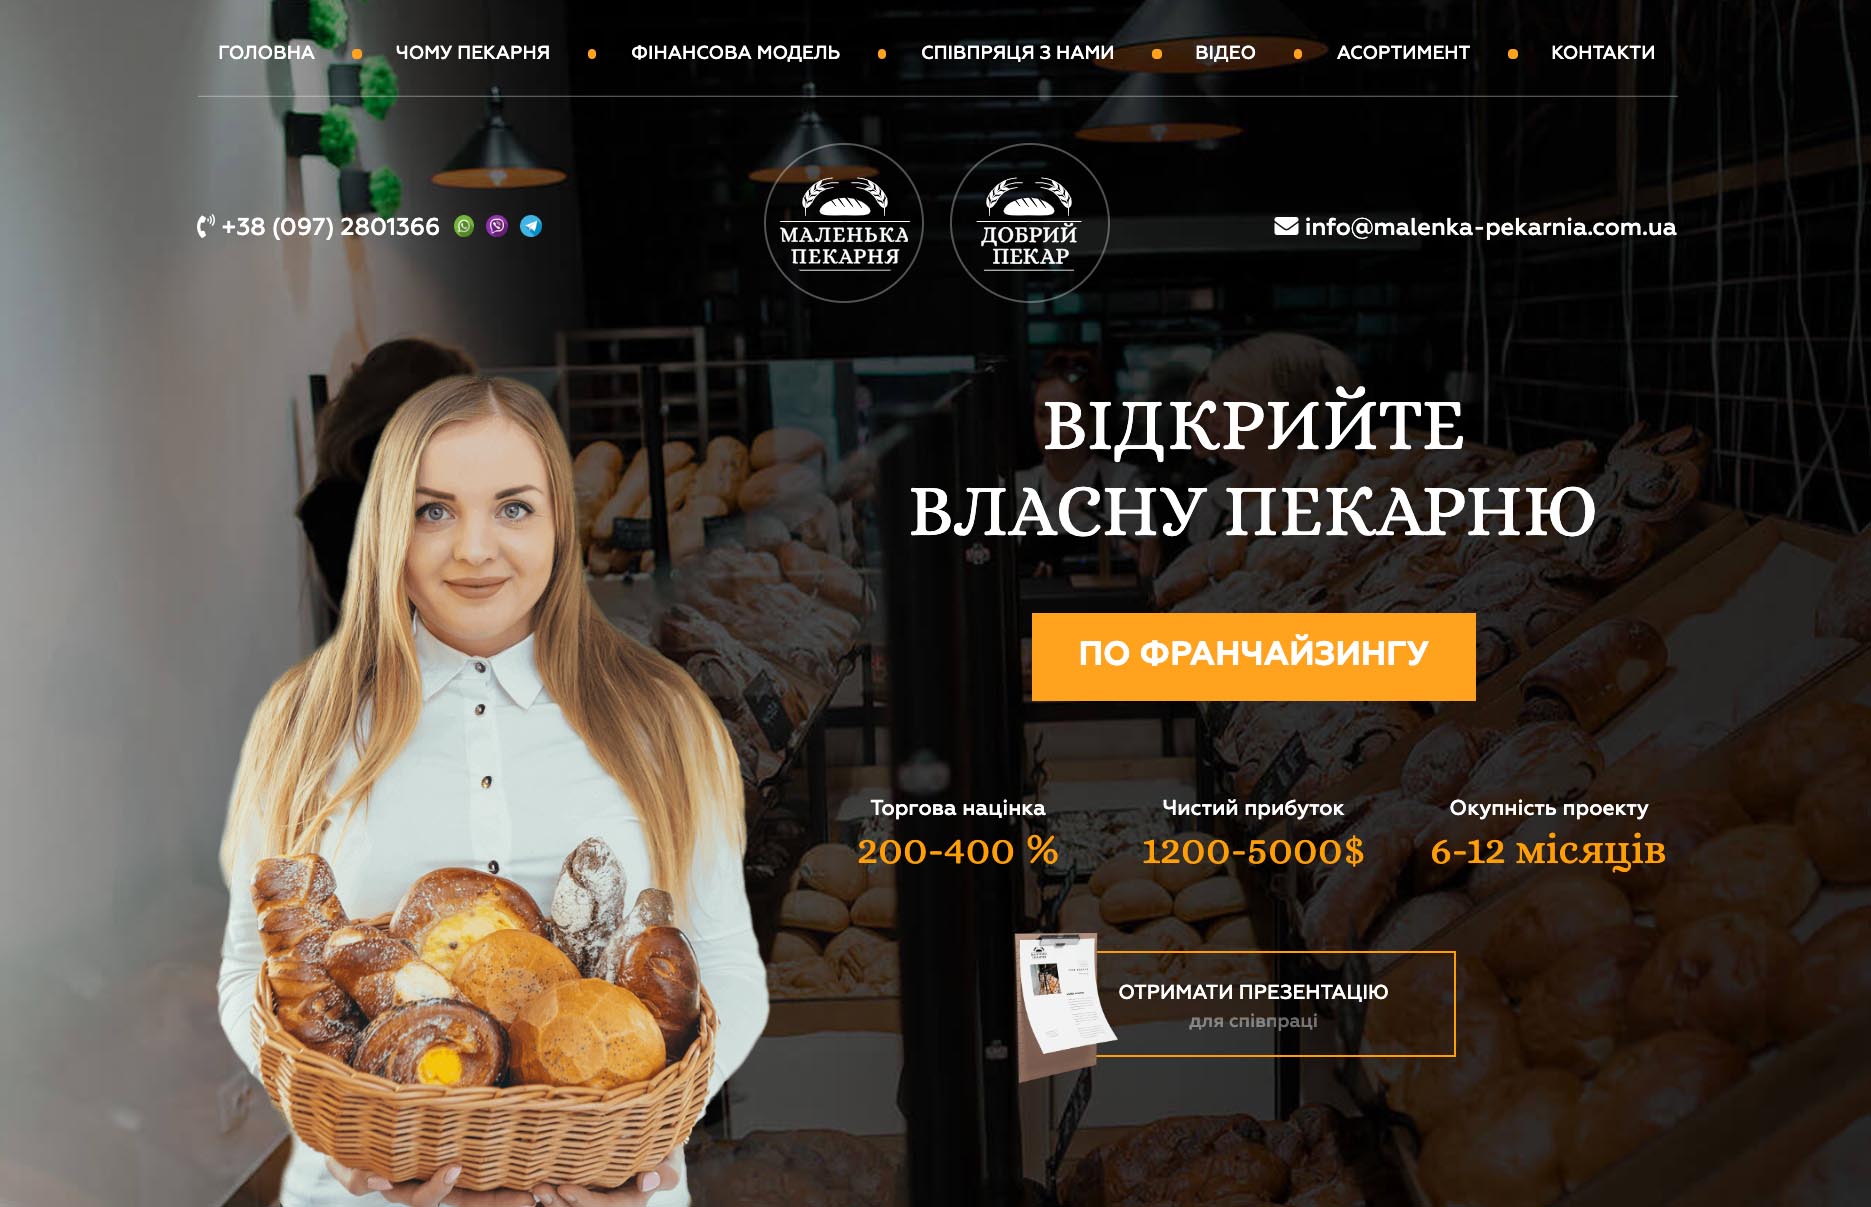 ГОЛОВНА
ЧОМУ ПЕКАРНЯ
ФІНАНСОВА МОДЕЛЬ
СПІВПРЯЦЯ З НАМИ
ВІДЕО
АСОРТИМЕНТ
КОНТАКТИ
+38 (097) 2801366
МАЛЕНЬКА
ПЕКАРНЯ
ДОБРИЙ
ПЕКАР
info@malenka-pekarnia.com.ua
ВІДКРИЙТЕ
ВЛАСНУ ПЕКАРНЮ
ПО ФРАНЧАЙЗИНГУ
Торгова націнка
200-400 %
Чистий прибуток
1200-5000$
Окупність проекту
6-12 місяців
ОТРИМАТИ ПРЕЗЕНТАЦІЮ
для співпраці